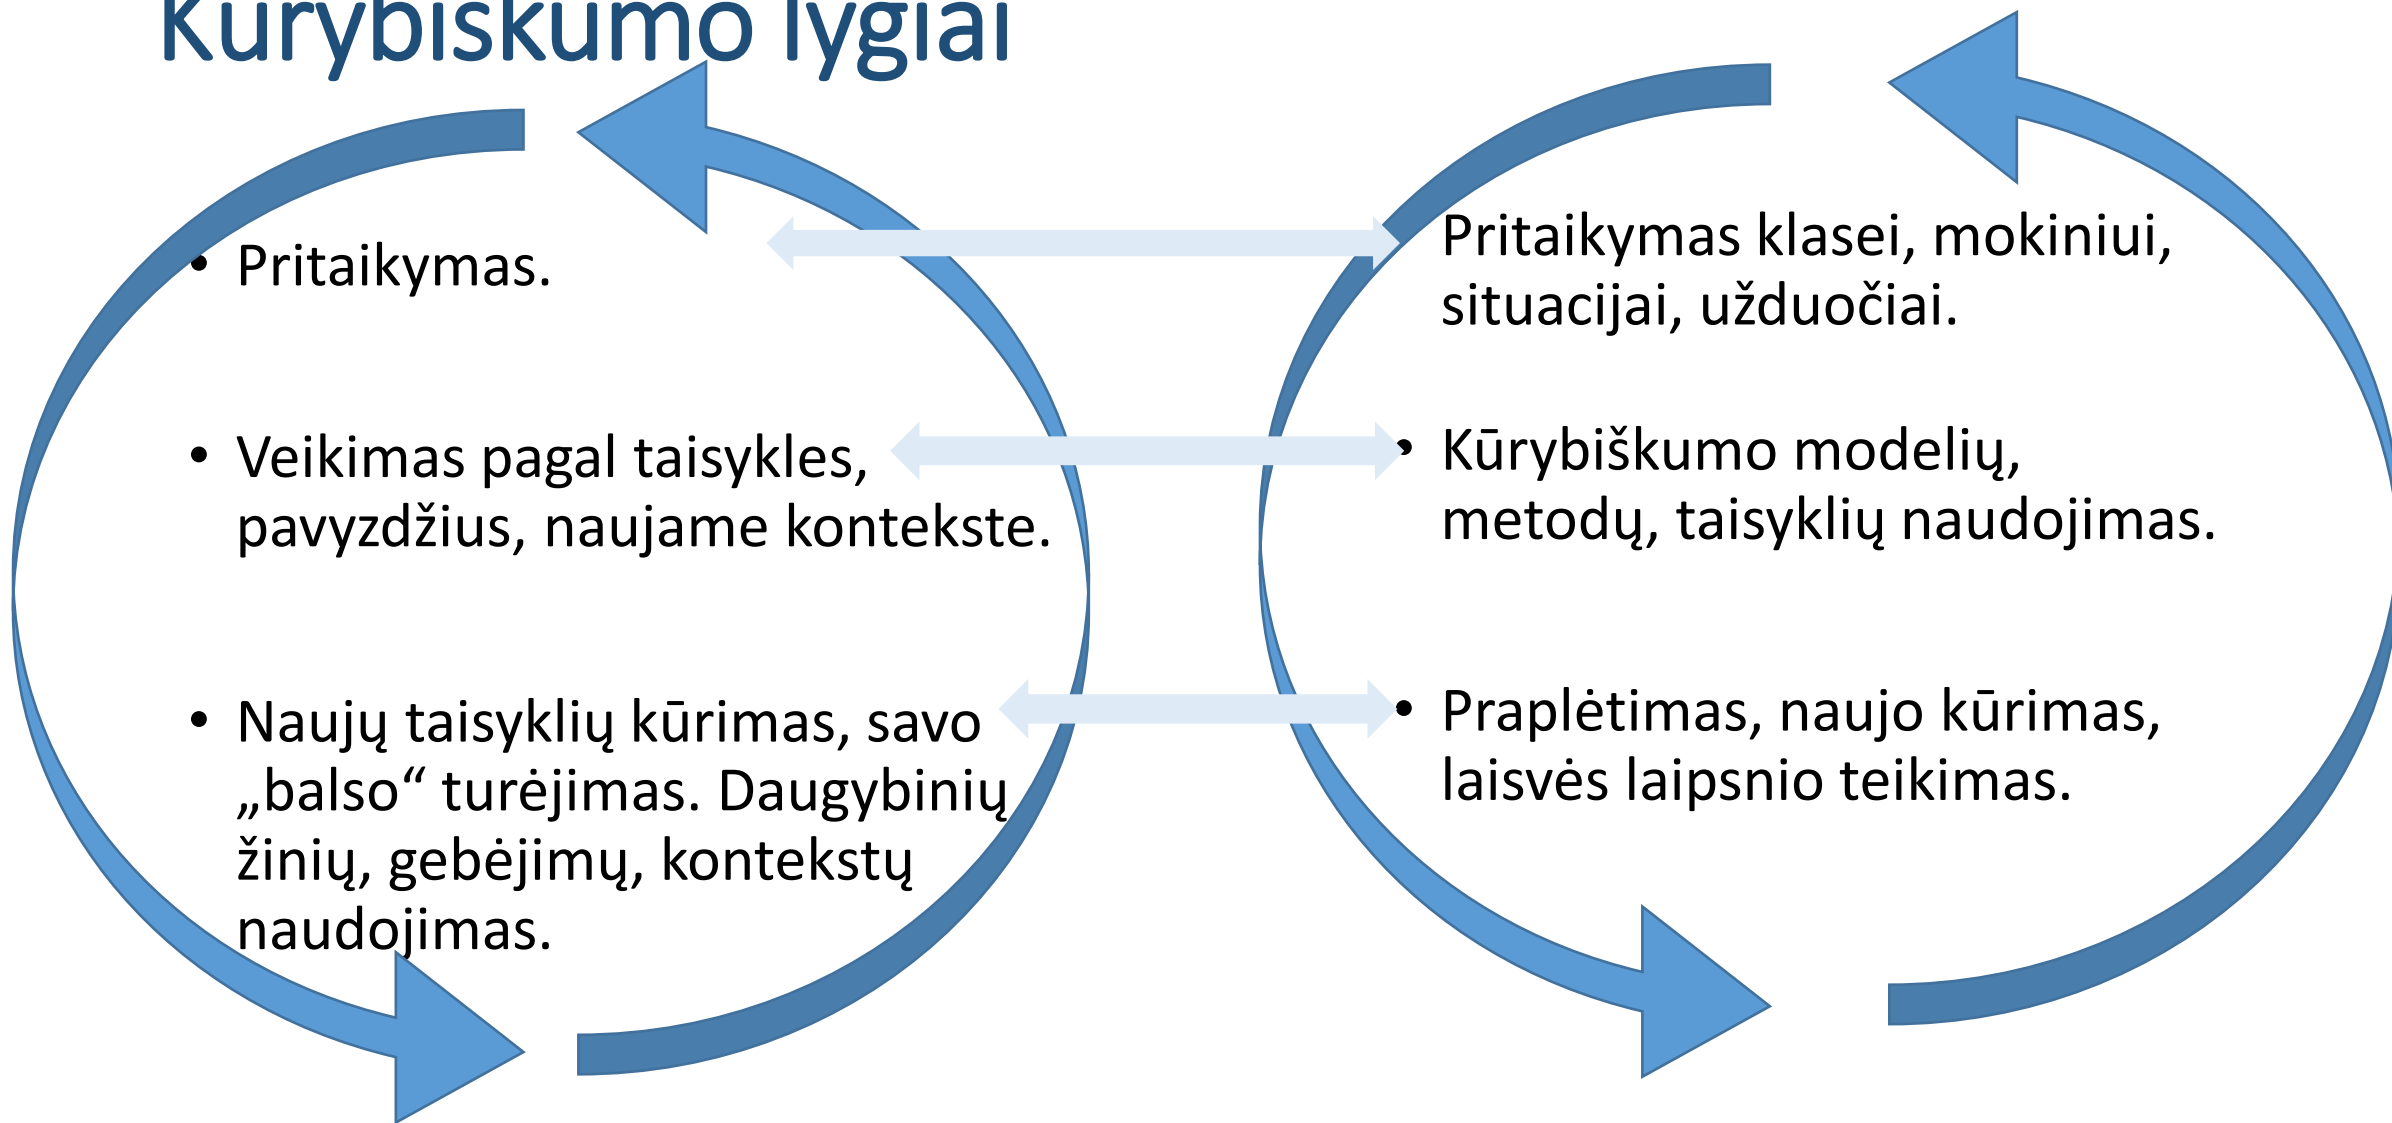 Kūrybiškumo lygiai
• Pritaikymas.
• Veikimas pagal taisykles,
pavyzdžius, naujame kontekste.
• Naujų taisyklių kūrimas, savo
„balso“ turėjimas. Daugybinių
žinių, gebėjimų, kontekstų
naudojimas.
Pritaikymas klasei, mokiniui,
situacijai, užduočiai.
• Kūrybiškumo modelių,
metodų, taisyklių naudojimas.
• Praplėtimas, naujo kūrimas,
laisvės laipsnio teikimas.